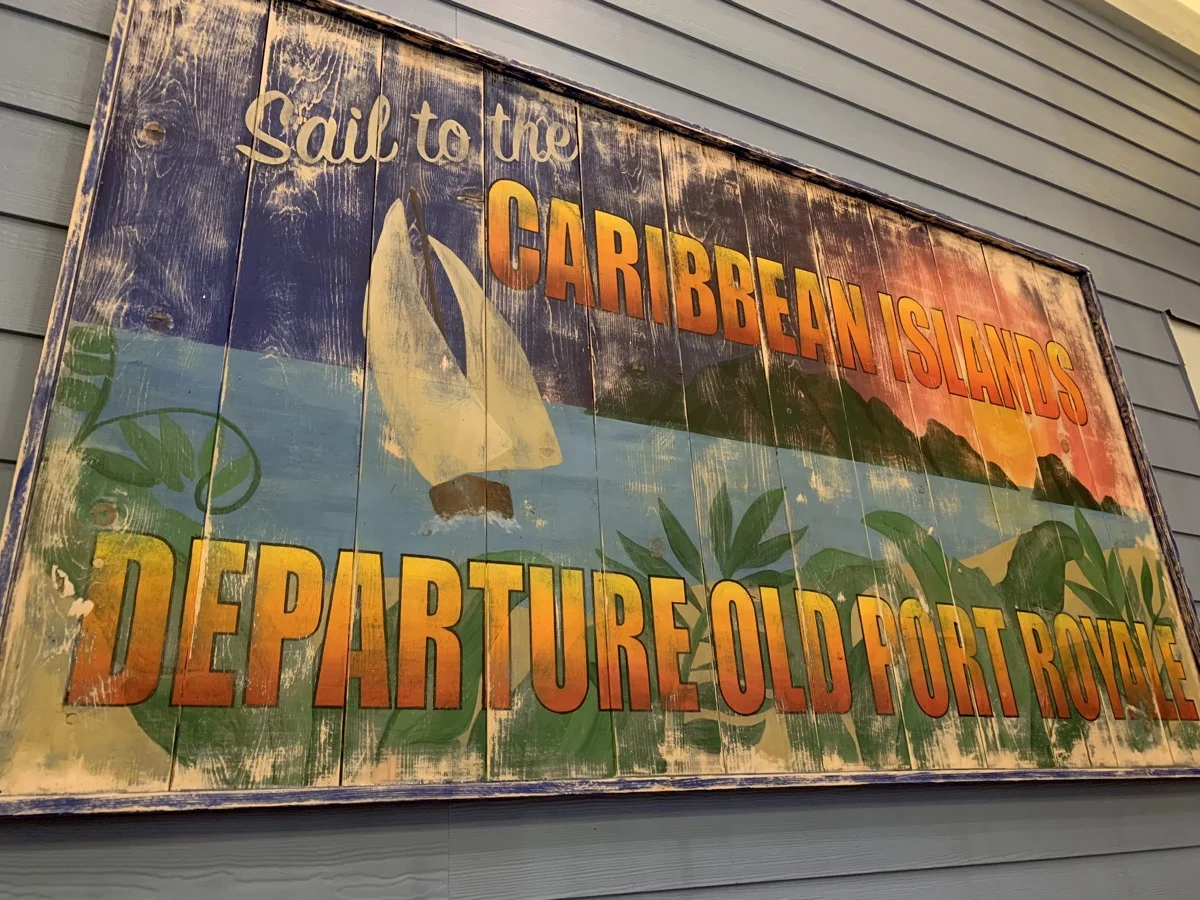 Sail to the
CARIBBEAN ISLANDS
DEPARTURE OLD PORT ROYALE